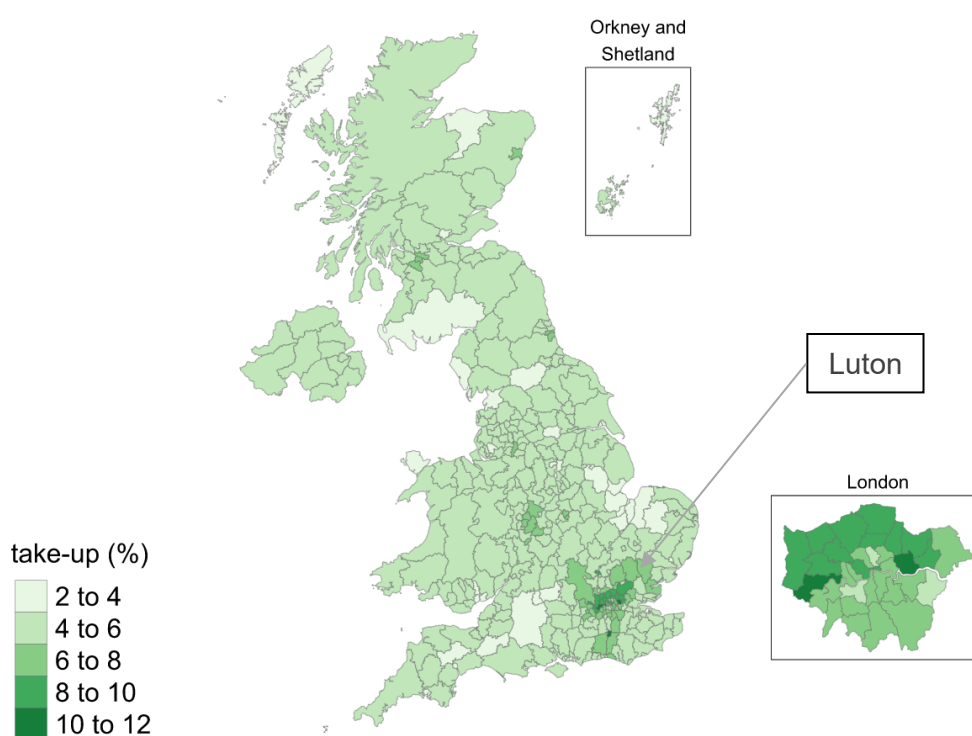 Orkney and
Shetland
Luton
London
take-up (%)
2 to 4
4 to 6
6 to 8
8 to 10
10 to 12